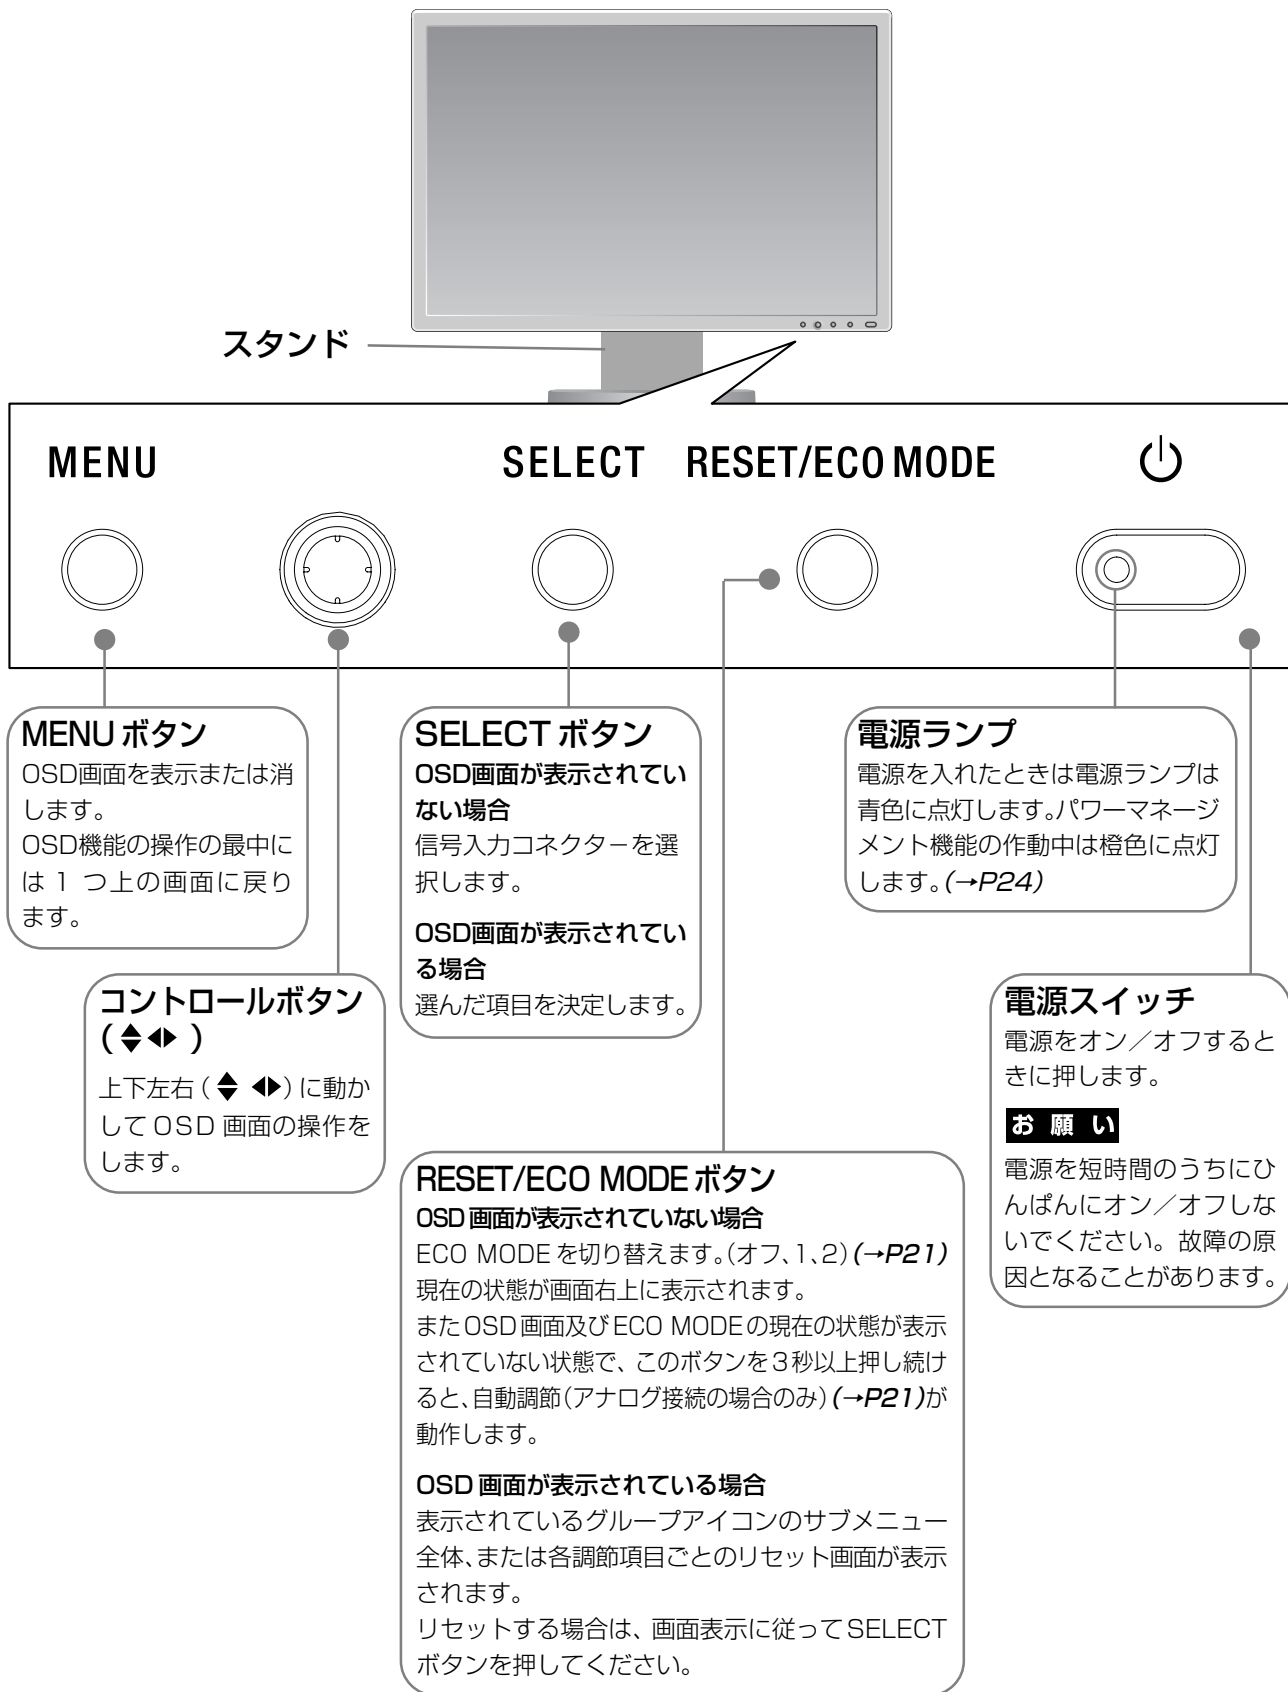 スタンド
MENU
SELECT
RESET/ECO MODE
MENU ボタン
OSD画面を表示または消
します。
OSD機能の操作の最中に
は 1 つ上の画面に戻り
ます。
コントロールボタン
(♦◀▶)
上下左右(♦ ◀▶)に動か
して OSD 画面の操作を
します。
SELECT ボタン
OSD画面が表示されてい
ない場合
信号入力コネクターを選
択します。
OSD画面が表示されてい
る場合
選んだ項目を決定します。
RESET/ECO MODE ボタン
OSD 画面が表示されていない場合
ECO MODE を切り替えます。(オフ、1、2)(→P21)
現在の状態が画面右上に表示されます。
また OSD 画面及び ECO MODE の現在の状態が表示
されていない状態で、このボタンを3秒以上押し続け
ると、自動調節(アナログ接続の場合のみ)(→P21)が
動作します。
OSD 画面が表示されている場合
表示されているグループアイコンのサブメニュー
全体、または各調節項目ごとのリセット画面が表示
されます。
リセットする場合は、画面表示に従って SELECT
ボタンを押してください。
電源ランプ
電源を入れたときは電源ランプは
青色に点灯します。パワーマネージ
メント機能の作動中は橙色に点灯
します。(→P24)
電源スイッチ
電源をオン／オフすると
きに押します。
お 願 い
電源を短時間のうちにひ
んぱんにオン／オフしな
いでください。故障の原
因となることがあります。